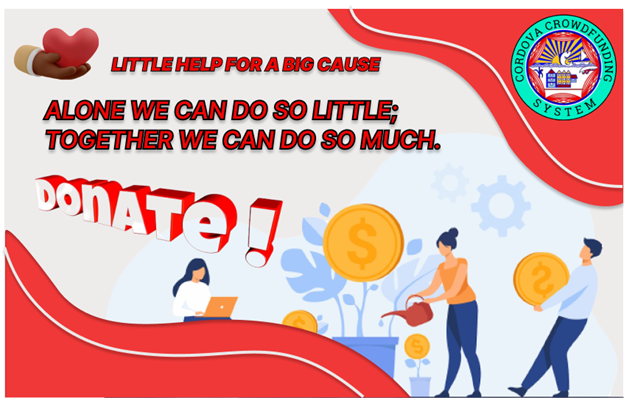 LITTLE HELP FOR A BIG CAUSE
CORDOVA CROWDFUNDING
SYSTEM
ALONE WE CAN DO SO LITTLE;
TOGETHER WE CAN DO SO MUCH.
DONATE!
$
$
$